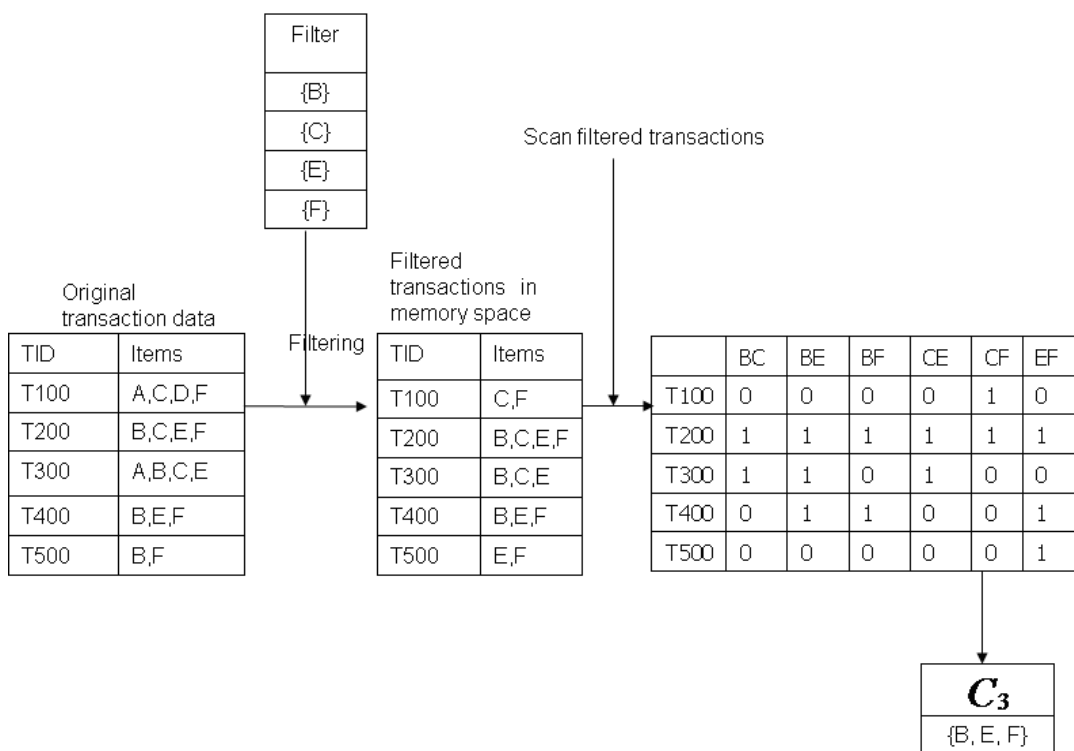 Filter
{B}
{C}
{E}
{F}
Scan filtered transactions
Original
transaction data
TID Items
T100 A,C,D,F
T200 B,C,E,F
T300 A,B,C,E
T400 B,E,F
T500 B,F
Filtering
Filtered
transactions in
memory space
TID Items
T100 C,F
T200 B,C,E,F
T300 B,C,E
T400 B,E,F
T500 E,F
BC BE BF CE CF EF
T100 0 0 0 0 1 0
T200 1 1 1 1 1 1
T300 1 1 0 1 0 0
T400 0 1 1 0 0 1
T500 0 0 0 0 0 1
C3
{B, E, F}